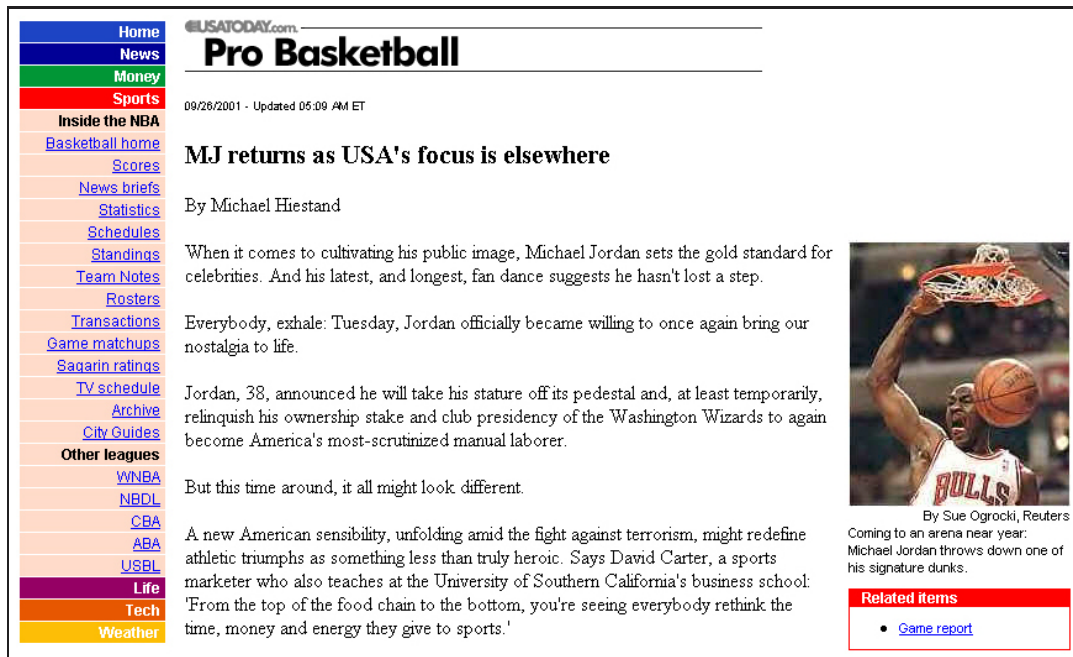 Home
News
Money
Sports
Inside the NBA
Basketball home
Scores
News briefs
Statistics
Schedules
Standings
Team Notes
Rosters
Transactions
Game matchups
Sagarin ratings
TV schedule
Archive
City Guides
Other leagues
WNBA
NBDL
CBA
ABA
USBL
Life
Tech
Weather
USATODAY.com.
Pro Basketball
09/26/2001 - Updated 05:09 AM ET
MJ returns as USA's focus is elsewhere
By Michael Hiestand
When it comes to cultivating his public image, Michael Jordan sets the gold standard for
celebrities. And his latest, and longest, fan dance suggests he hasn't lost a step.
Everybody, exhale: Tuesday, Jordan officially became willing to once again bring our
nostalgia to life.
Jordan, 38, announced he will take his stature off its pedestal and, at least temporarily,
relinquish his ownership stake and club presidency of the Washington Wizards to again
become America's most-scrutinized manual laborer.
But this time around, it all might look different.
A new American sensibility, unfolding amid the fight against terrorism, might redefine
athletic triumphs as something less than truly heroic. Says David Carter, a sports
marketer who also teaches at the University of Southern California's business school:
'From the top of the food chain to the bottom, you're seeing everybody rethink the
time, money and energy they give to sports.'
BULLS
By Sue Ogrocki, Reuters
Coming to an arena near year:
Michael Jordan throws down one of
his signature dunks.
Related items
Game report